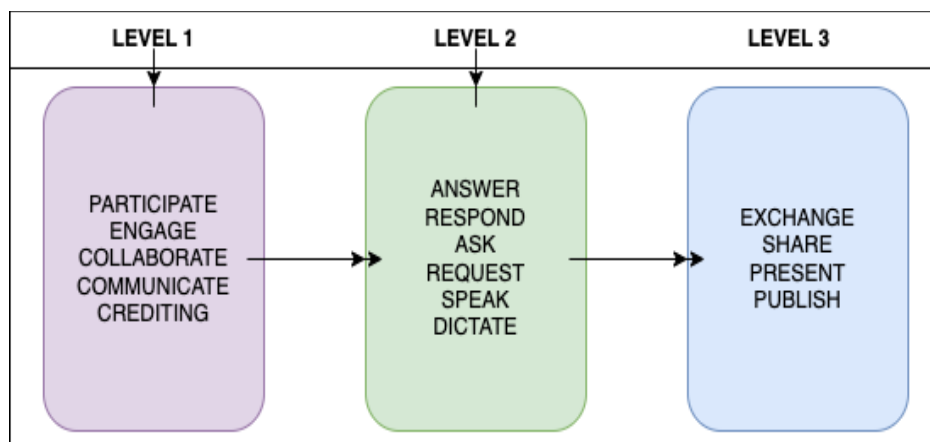 LEVEL 1
LEVEL 2
LEVEL 3
PARTICIPATE
ENGAGE
COLLABORATE
COMMUNICATE
CREDITING
ANSWER
RESPOND
ASK
REQUEST
SPEAK
DICTATE
EXCHANGE
SHARE
PRESENT
PUBLISH